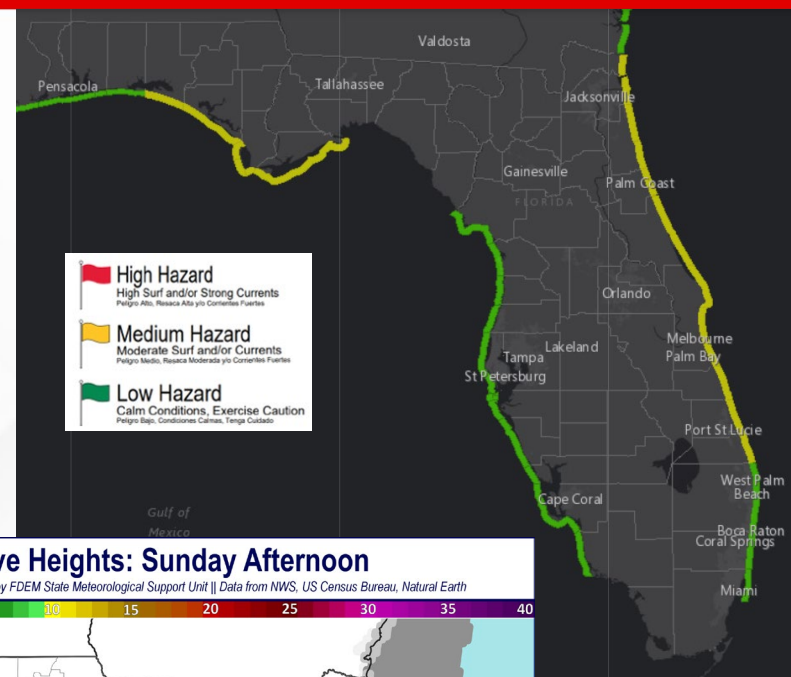 Valdosta
Pensacola
Tallahassee
Jacksonville
Gainesville
Palm Coast
FLORIDA
Orlando
Melbourne
Palm Bay
Lakeland
Tampa
St Petersburg
Port St Lucie
West Palm
Beach
Cape Coral
Boca Raton
Coral Springs
Miami
Gulf of
Mexico
High Hazard
High Surf and/or Strong Currents
Peligro Alto, Resaca Alta y/o Corrientes Fuertes
Medium Hazard
Moderate Surf and/or Currents
Peligro Medio, Resaca Moderada y/o Corrientes Fuertes
Low Hazard
Calm Conditions, Exercise Caution
Peligro Bajo, Condiciones Calmas, Tenga Cuidado
ve Heights: Sunday Afternoon
by FDEM State Meteorological Support Unit || Data from NWS, US Census Bureau, Natural Earth
10 15 20 25 30 35 40